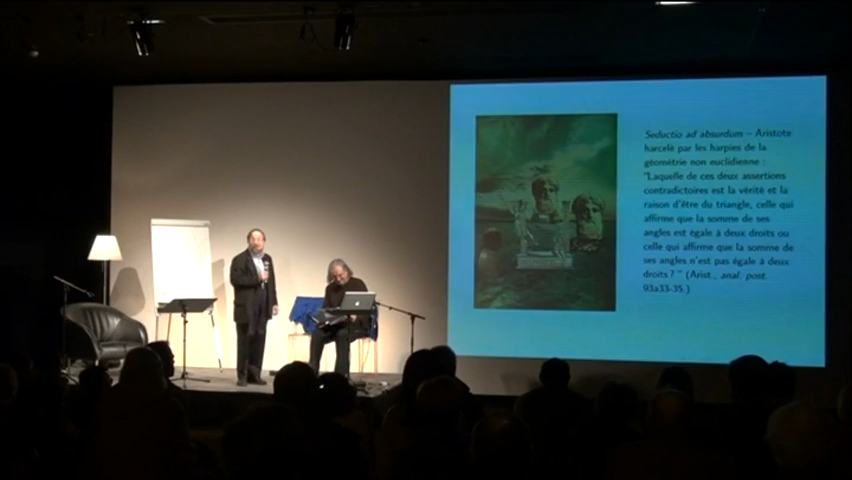 Seductio ad absurdum – Aristote
harcelé par les harpies de la
géométrie non euclidienne :
"Laquelle de ces deux assertions
contradictoires est la vérité et la
raison d'être du triangle, celle qui
affirme que la somme de ses
angles est égale à deux droits ou
celle qui affirme que la somme de
ses angles n'est pas égale à deux
droits ? " (Arist., anal. post.
93a33-35.)